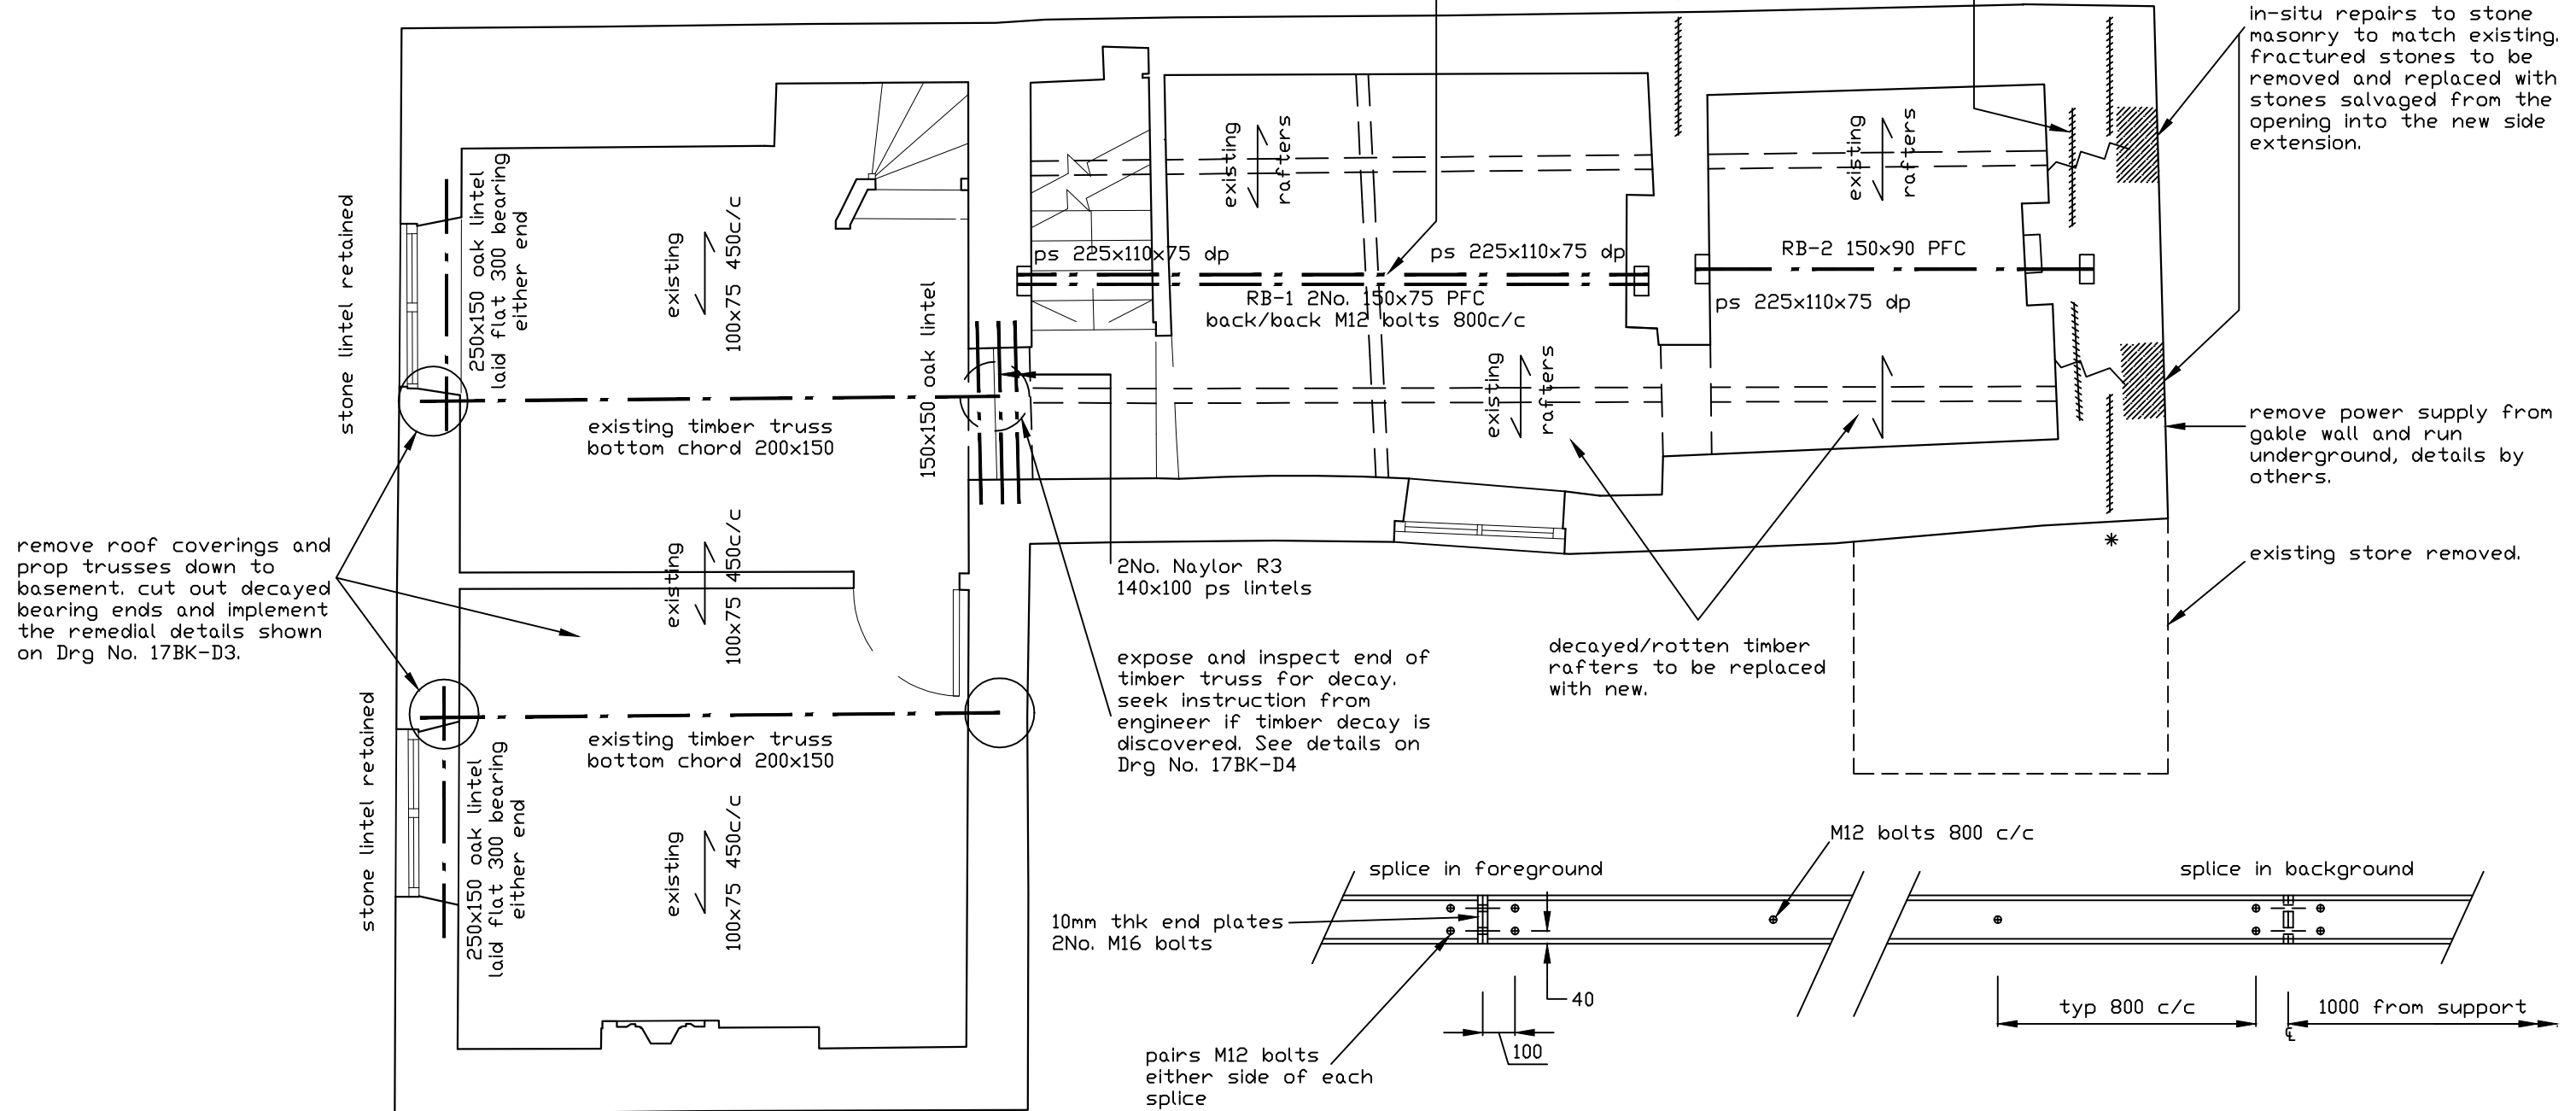 in-situ repairs to stone
masonry to match existing.
fractured stones to be
removed and replaced with
stones salvaged from the
opening into the new side
extension.
stone lintel retained
250x150 oak lintel
laid flat 300 bearing
either end
existing
100x75 450c/c
150x150 oak lintel
existing
rafters
existing
rafters
ps 225x110x75 dp
ps 225x110x75 dp
RB-1 2No. 150x75 PFC
back/back M12 bolts 800c/c
RB-2 150x90 PFC
ps 225x110x75 dp
existing timber truss
bottom chord 200x150
existing
rafters
remove power supply from
gable wall and run
underground, details by
others.
remove roof coverings and
prop trusses down to
basement. cut out decayed
bearing ends and implement
the remedial details shown
on Drg No. 17BK-D3.
existing
100x75 450c/c
2No. Naylor R3
140x100 ps lintels
*
existing store removed.
expose and inspect end of
timber truss for decay.
seek instruction from
engineer if timber decay is
discovered. See details on
Drg No. 17BK-D4
decayed/rotten timber
rafters to be replaced
with new.
stone lintel retained
250x150 oak lintel
laid flat 300 bearing
either end
existing timber truss
bottom chord 200x150
existing
100x75 450c/c
M12 bolts 800 c/c
splice in foreground
splice in background
10mm thk end plates
2No. M16 bolts
40
100
typ 800 c/c
1000 from support
℄
pairs M12 bolts
either side of each
splice